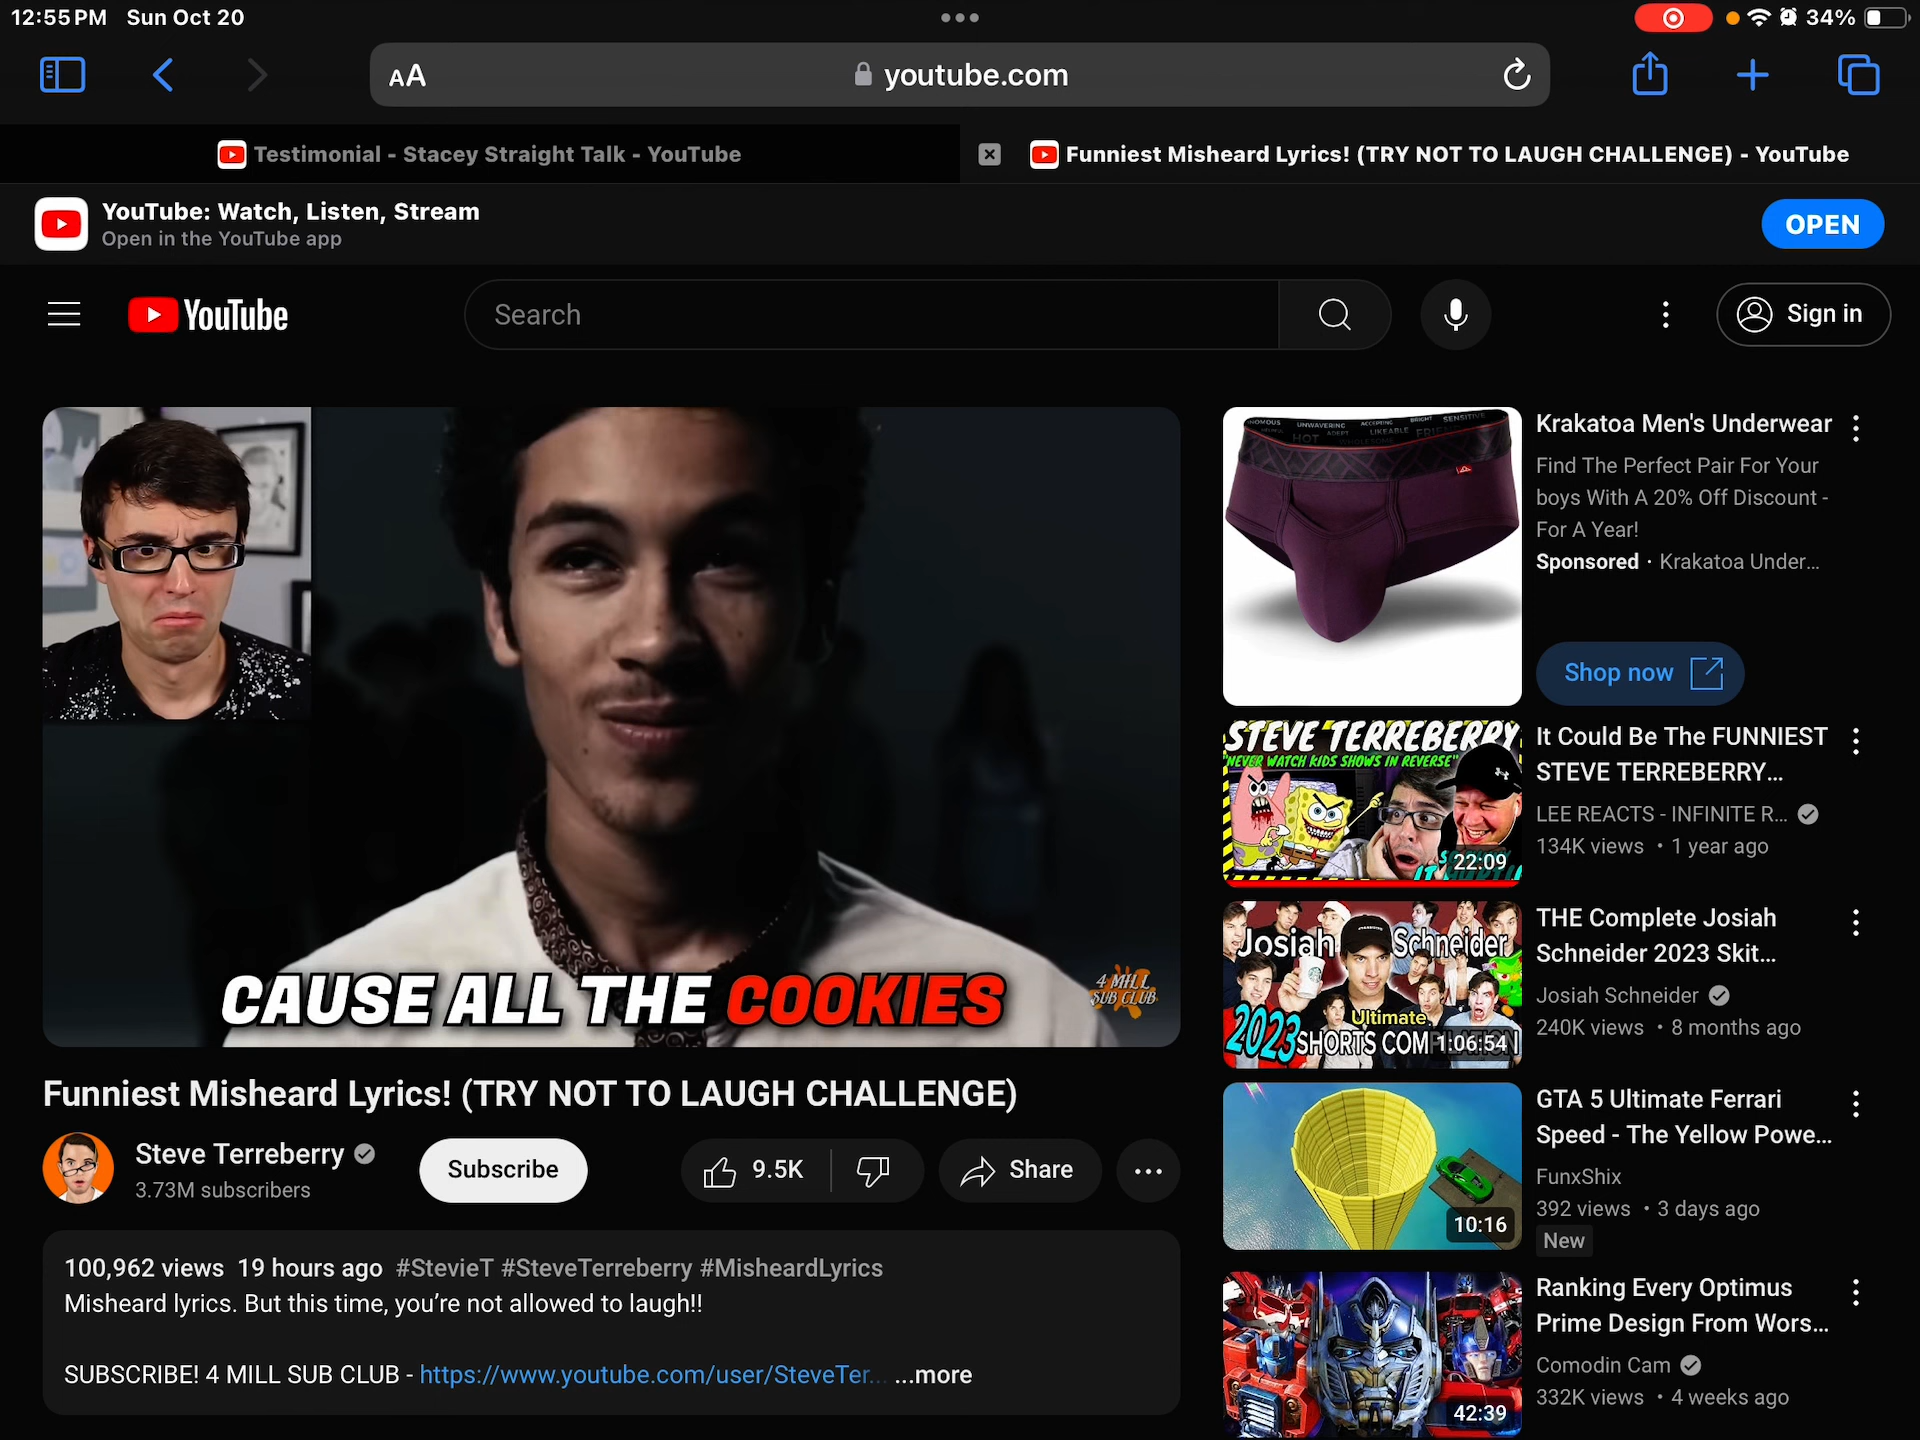 12:55 PM Sun Oct 20
34%
AA youtube.com
Testimonial - Stacey Straight Talk - YouTube
Funniest Misheard Lyrics! (TRY NOT TO LAUGH CHALLENGE) - YouTube
YouTube: Watch, Listen, Stream
Open in the YouTube app
OPEN
YouTube
Search
Sign in
CAUSE ALL THE COOKIES
4 MILL
SUB CLUB
Funniest Misheard Lyrics! (TRY NOT TO LAUGH CHALLENGE)
Steve Terreberry
3.73M subscribers
Subscribe
9.5K
Share
100,962 views 19 hours ago #StevieT #SteveTerreberry #MisheardLyrics
Misheard lyrics. But this time, you’re not allowed to laugh!!
SUBSCRIBE! 4 MILL SUB CLUB - https://www.youtube.com/user/SteveTer... ...more
BRIGHT SENSITIVE
UNWAVERING ACCEPTING
HOT ADEPT LIKEABLE
WHOLESOME
Krakatoa Men's Underwear
Find The Perfect Pair For Your
boys With A 20% Off Discount -
For A Year!
Sponsored · Krakatoa Under...
Shop now
STEVE TERREBERRY
"NEVER WATCH KIDS SHOWS IN REVERSE"
22:09
It Could Be The FUNNIEST
STEVE TERREBERRY...
LEE REACTS - INFINITE R...
134K views • 1 year ago
Josiah Schneider
Ultimate
2023 SHORTS COMPILATION
1:06:54
THE Complete Josiah
Schneider 2023 Skit...
Josiah Schneider
240K views • 8 months ago
10:16
GTA 5 Ultimate Ferrari
Speed - The Yellow Powe...
FunxShix
392 views • 3 days ago
New
42:39
Ranking Every Optimus
Prime Design From Wors...
Comodin Cam
332K views • 4 weeks ago